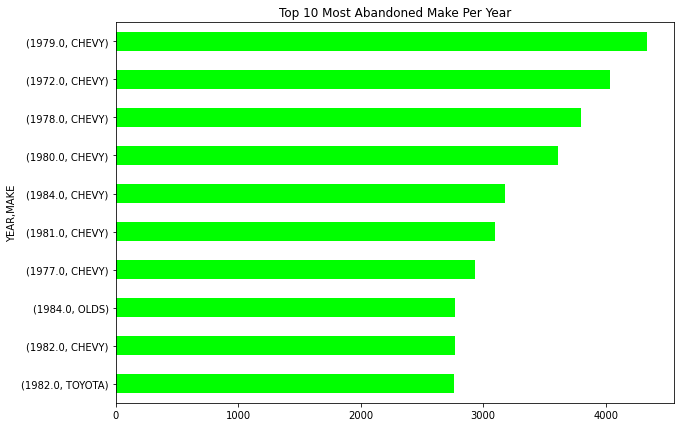 Top 10 Most Abandoned Make Per Year
YEAR,MAKE
(1979.0, CHEVY)
(1972.0, CHEVY)
(1978.0, CHEVY)
(1980.0, CHEVY)
(1984.0, CHEVY)
(1981.0, CHEVY)
(1977.0, CHEVY)
(1984.0, OLDS)
(1982.0, CHEVY)
(1982.0, TOYOTA)
0 1000 2000 3000 4000